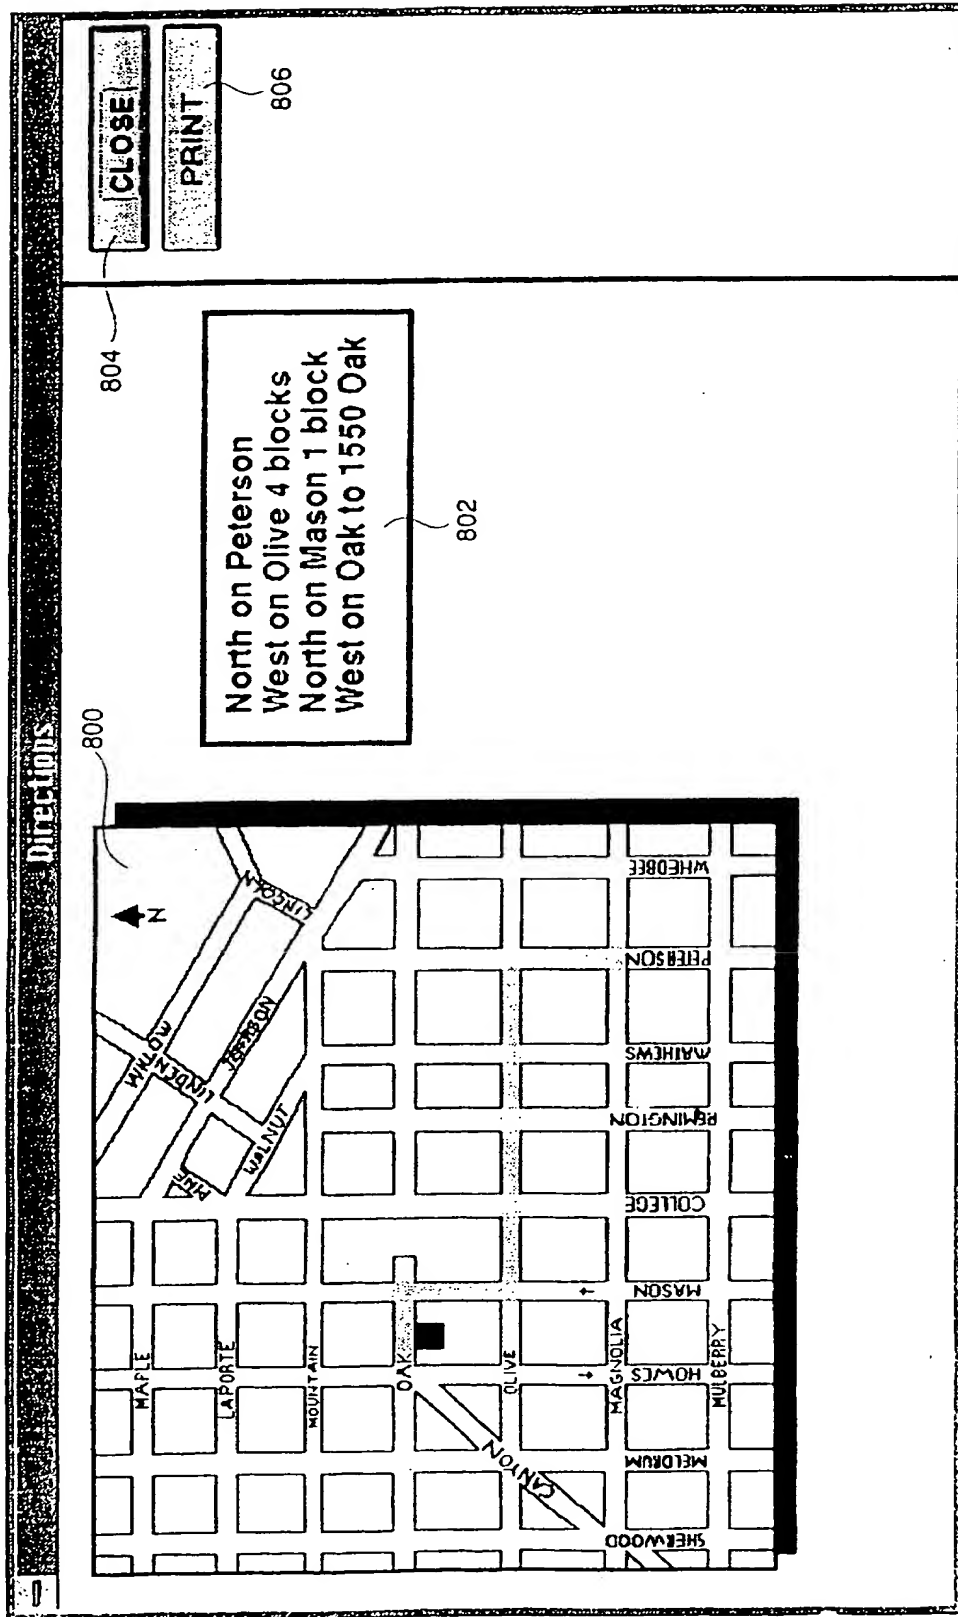 Directions
CLOSE
PRINT
804
806
800
North on Peterson
West on Olive 4 blocks
North on Mason 1 block
West on Oak to 1550 Oak
802
N
LINCOLN
JEFFERSON
LINDEN
WALNUT
PINE
MAPLE
LAPORTE
MOUNTAIN
OAK
OLIVE
MAGNOLIA
MULBERRY
CANYON
SHERWOOD
MELDRUM
HOWES
MASON
COLLEGE
REMINGTON
MATHEWS
PETERSON
WHEDBEE